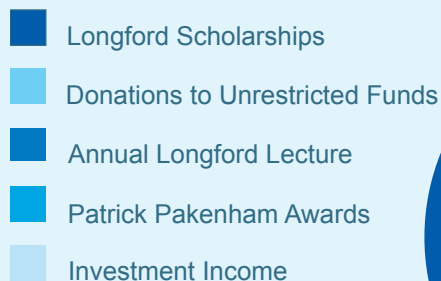 Longford Scholarships
Donations to Unrestricted Funds
Annual Longford Lecture
Patrick Pakenham Awards
Investment Income